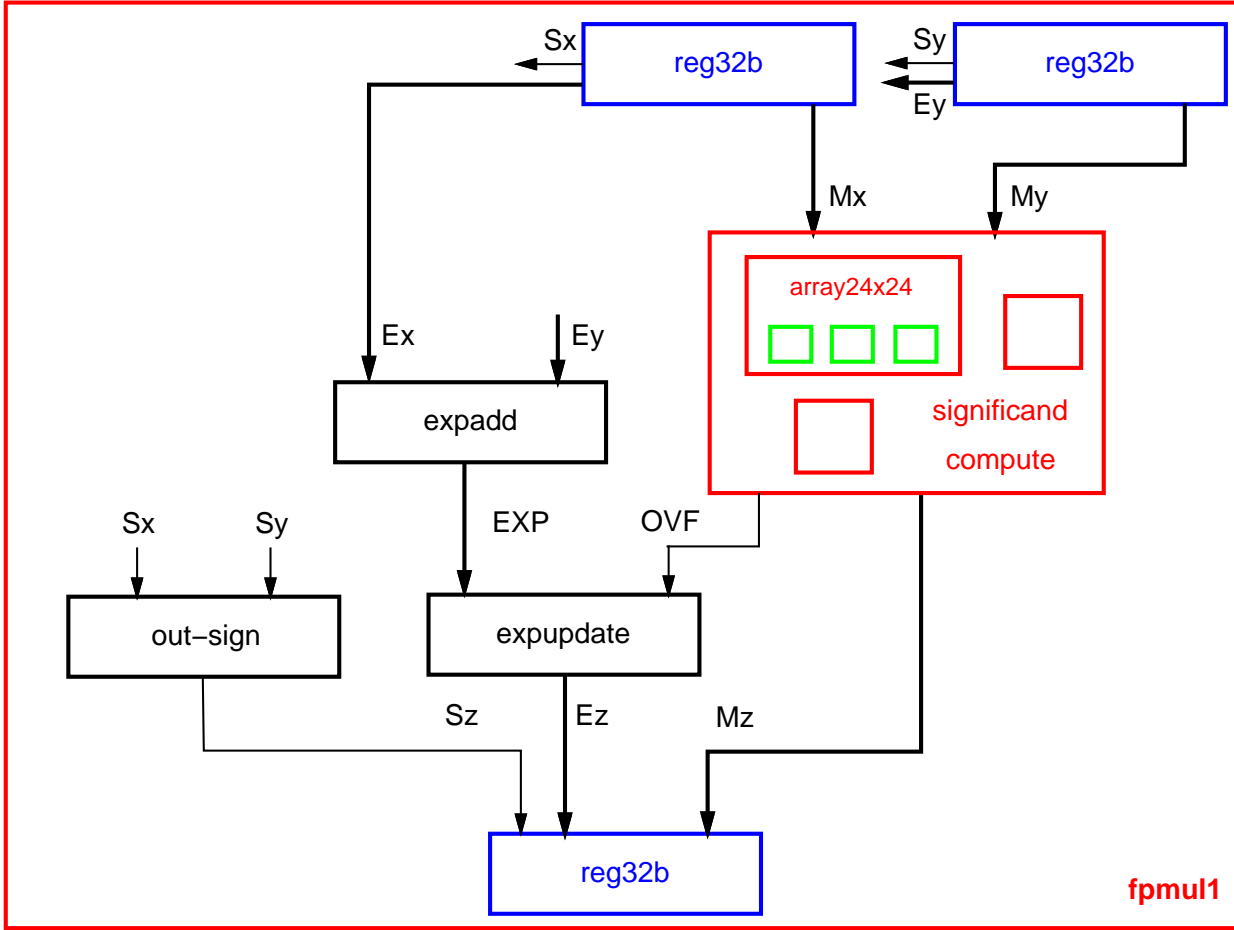 Sx
reg32b
Sy
reg32b
Ey
Mx
My
array24x24
Ex
Ey
expadd
significand
compute
Sx
Sy
EXP
OVF
out−sign
expupdate
Sz
Ez
Mz
reg32b
fpmul1